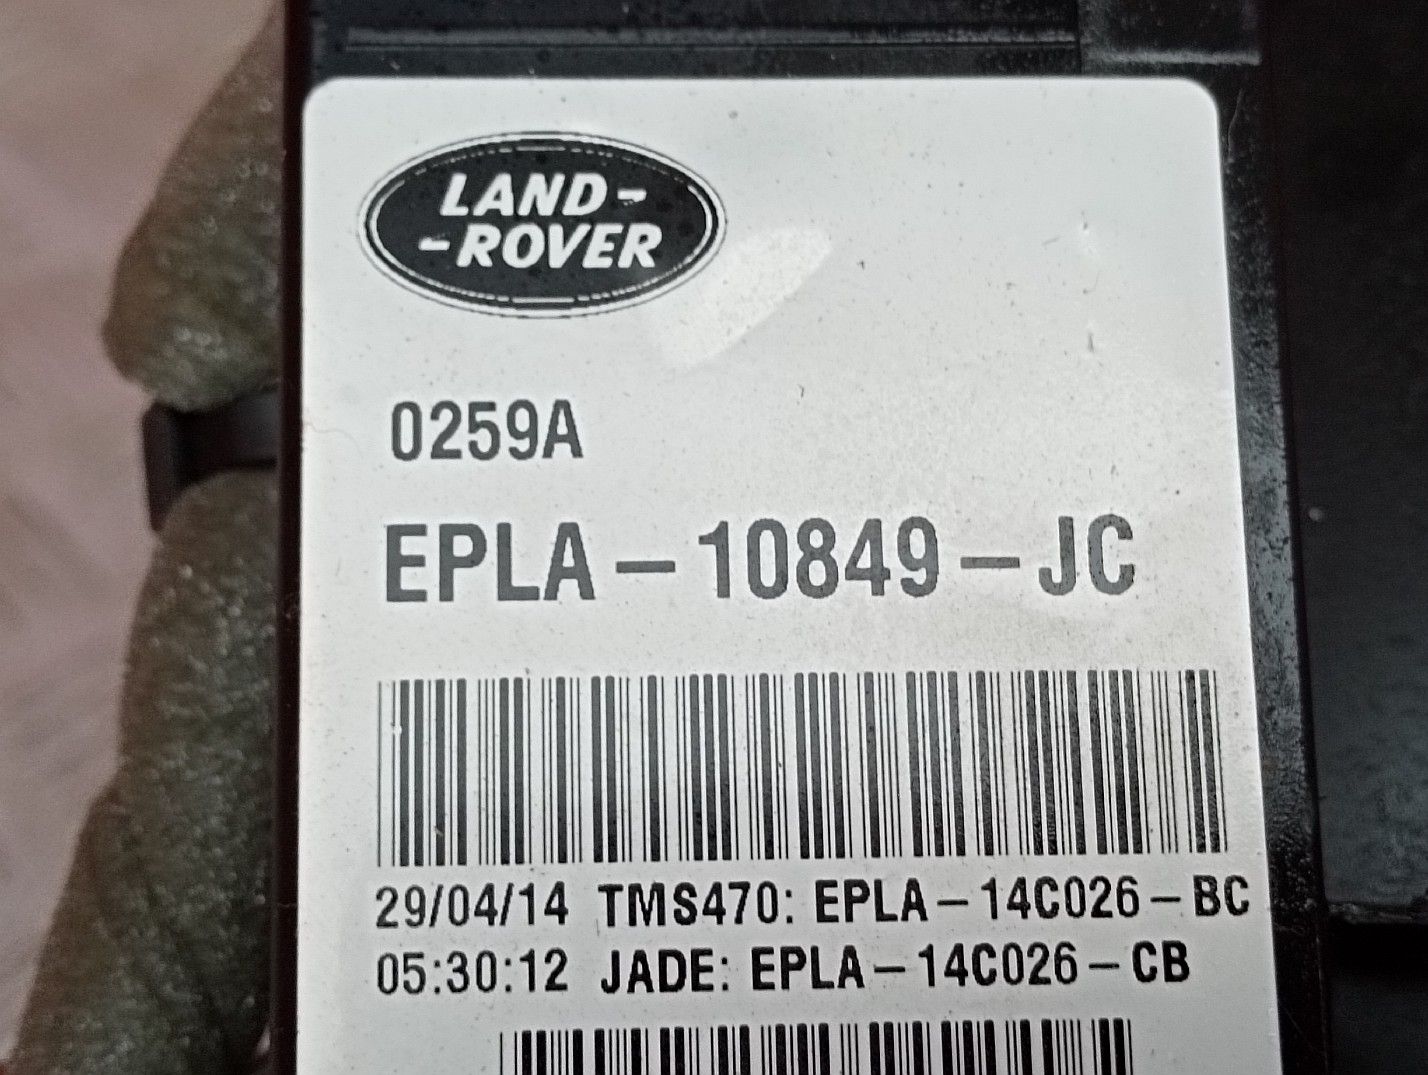 LAND-
-ROVER
0259A
EPLA-10849-JC
29/04/14 TMS470: EPLA-14C026-BC
05:30:12 JADE: EPLA-14C026-CB